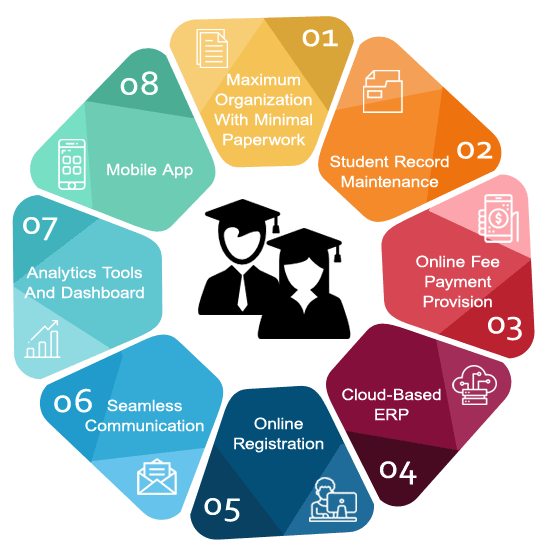 01
Maximum
Organization
With Minimal
Paperwork
02
Student Record
Maintenance
Online Fee
Payment
Provision
03
Cloud-Based
ERP
04
Online
Registration
05
06
Seamless
Communication
07
Analytics Tools
And Dashboard
08
Mobile App